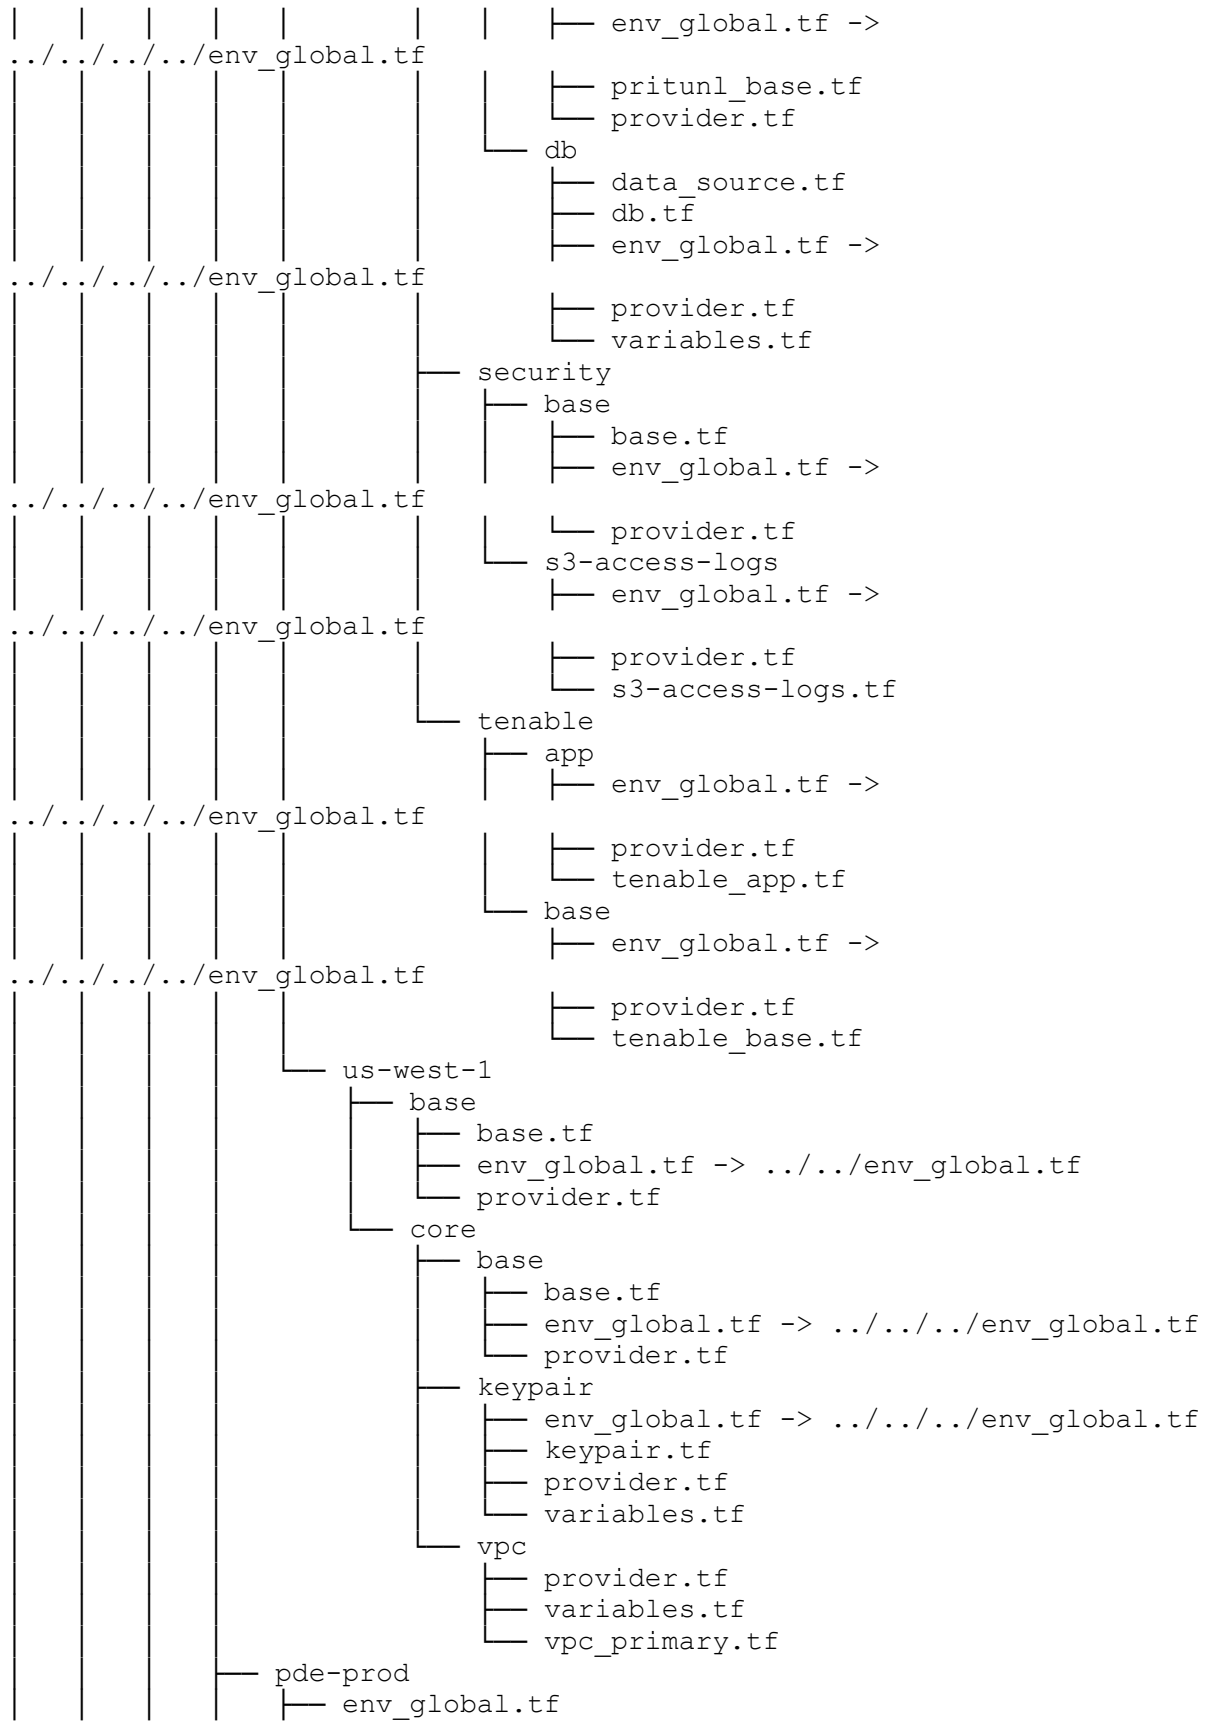 │   │   │   │   │       │   │   ├── env_global.tf ->
../../../../env_global.tf
│   │   │   │   │       │   │   ├── pritunl_base.tf
│   │   │   │   │       │   │   └── provider.tf
│   │   │   │   │       │   └── db
│   │   │   │   │       │       ├── data_source.tf
│   │   │   │   │       │       ├── db.tf
│   │   │   │   │       │       ├── env_global.tf ->
../../../../env_global.tf
│   │   │   │   │       │       ├── provider.tf
│   │   │   │   │       │       └── variables.tf
│   │   │   │   │       ├── security
│   │   │   │   │       │   ├── base
│   │   │   │   │       │   │   ├── base.tf
│   │   │   │   │       │   │   ├── env_global.tf ->
../../../../env_global.tf
│   │   │   │   │       │   │   └── provider.tf
│   │   │   │   │       │   └── s3-access-logs
│   │   │   │   │       │       ├── env_global.tf ->
../../../../env_global.tf
│   │   │   │   │       │       ├── provider.tf
│   │   │   │   │       │       └── s3-access-logs.tf
│   │   │   │   │       └── tenable
│   │   │   │   │           ├── app
│   │   │   │   │           │   ├── env_global.tf ->
../../../../env_global.tf
│   │   │   │   │           │   ├── provider.tf
│   │   │   │   │           │   └── tenable_app.tf
│   │   │   │   │           └── base
│   │   │   │   │               ├── env_global.tf ->
../../../../env_global.tf
│   │   │   │   │               ├── provider.tf
│   │   │   │   │               └── tenable_base.tf
│   │   │   │   └── us-west-1
│   │   │   │       ├── base
│   │   │   │       │   ├── base.tf
│   │   │   │       │   ├── env_global.tf -> ../../env_global.tf
│   │   │   │       │   └── provider.tf
│   │   │   │       └── core
│   │   │   │           ├── base
│   │   │   │           │   ├── base.tf
│   │   │   │           │   ├── env_global.tf -> ../../../env_global.tf
│   │   │   │           │   └── provider.tf
│   │   │   │           ├── keypair
│   │   │   │           │   ├── env_global.tf -> ../../../env_global.tf
│   │   │   │           │   ├── keypair.tf
│   │   │   │           │   ├── provider.tf
│   │   │   │           │   └── variables.tf
│   │   │   │           └── vpc
│   │   │   │               ├── provider.tf
│   │   │   │               ├── variables.tf
│   │   │   │               └── vpc_primary.tf
│   │   │   ├── pde-prod
│   │   │   │   ├── env_global.tf